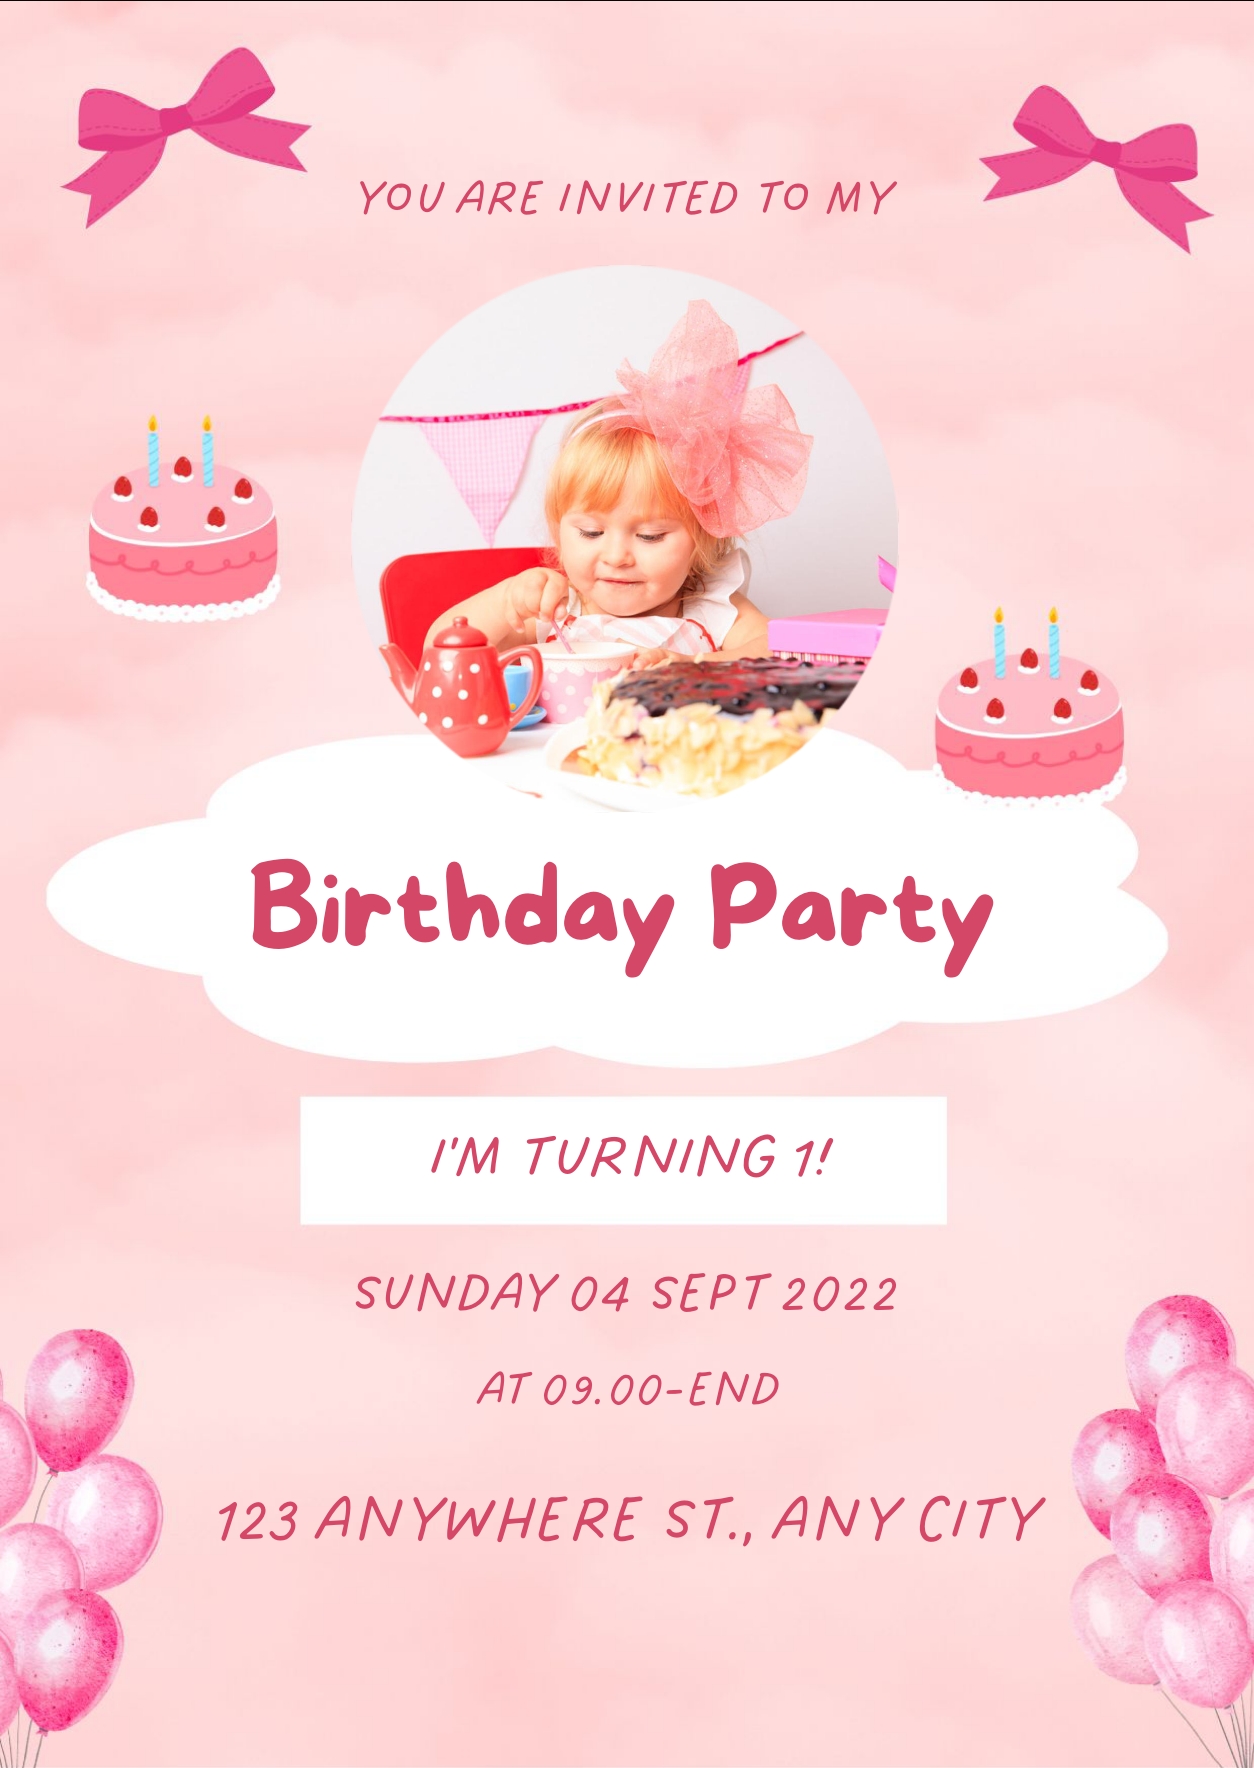 YOU ARE INVITED TO MY
Birthday Party
I'M TURNING 1!
SUNDAY 04 SEPT 2022
AT 09.00-END
123 ANYWHERE ST., ANY CITY